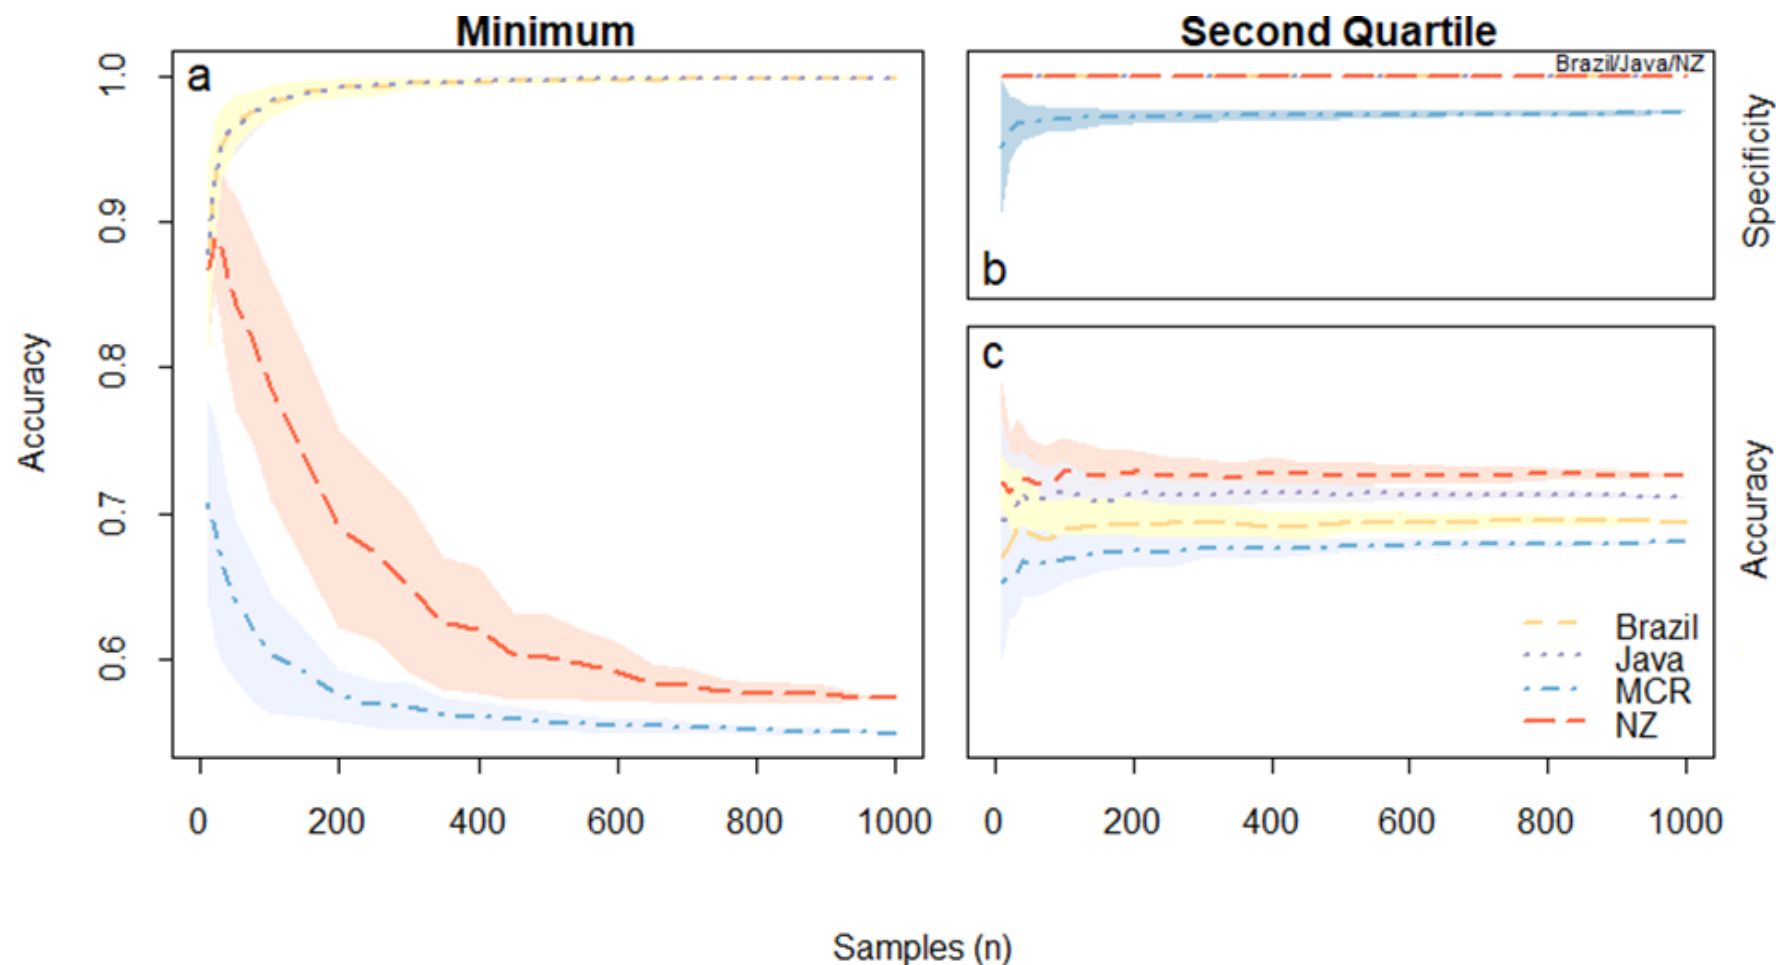 Minimum
Second Quartile
a
1.0
0.9
0.8
0.7
0.6
Accuracy
0 200 400 600 800 1000
Brazil/Java/NZ
b
Specificity
c
Accuracy
Brazil
Java
MCR
NZ
0 200 400 600 800 1000
Samples (n)